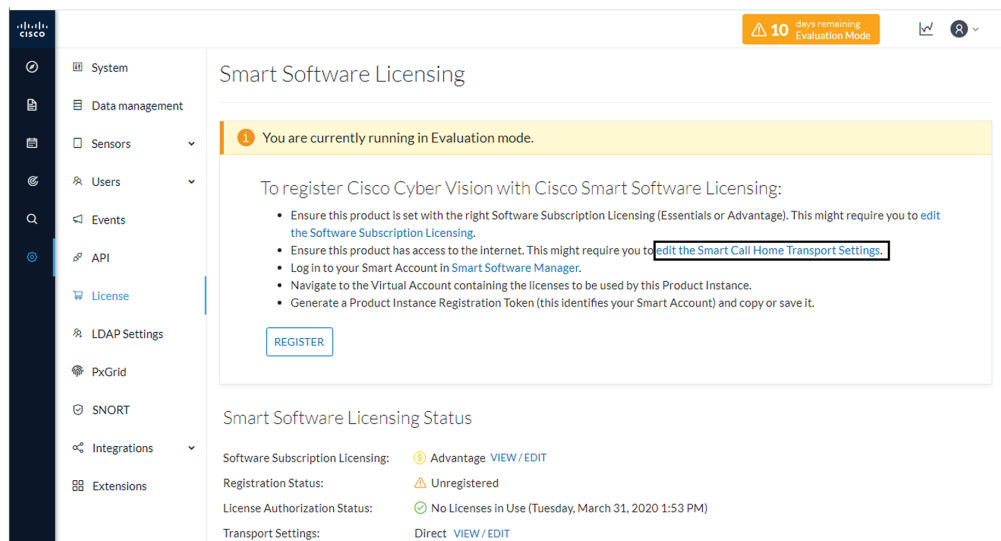 cisco
10 days remaining
Evaluation Mode
System
Data management
Sensors
Users
Events
API
License
LDAP Settings
PxGrid
SNORT
Integrations
Extensions
Smart Software Licensing
You are currently running in Evaluation mode.
To register Cisco Cyber Vision with Cisco Smart Software Licensing:
• Ensure this product is set with the right Software Subscription Licensing (Essentials or Advantage). This might require you to edit
the Software Subscription Licensing.
• Ensure this product has access to the internet. This might require you to edit the Smart Call Home Transport Settings.
• Log in to your Smart Account in Smart Software Manager.
• Navigate to the Virtual Account containing the licenses to be used by this Product Instance.
• Generate a Product Instance Registration Token (this identifies your Smart Account) and copy or save it.
REGISTER
Smart Software Licensing Status
Software Subscription Licensing: Advantage VIEW / EDIT
Registration Status: Unregistered
License Authorization Status: No Licenses in Use (Tuesday, March 31, 2020 1:53 PM)
Transport Settings: Direct VIEW / EDIT